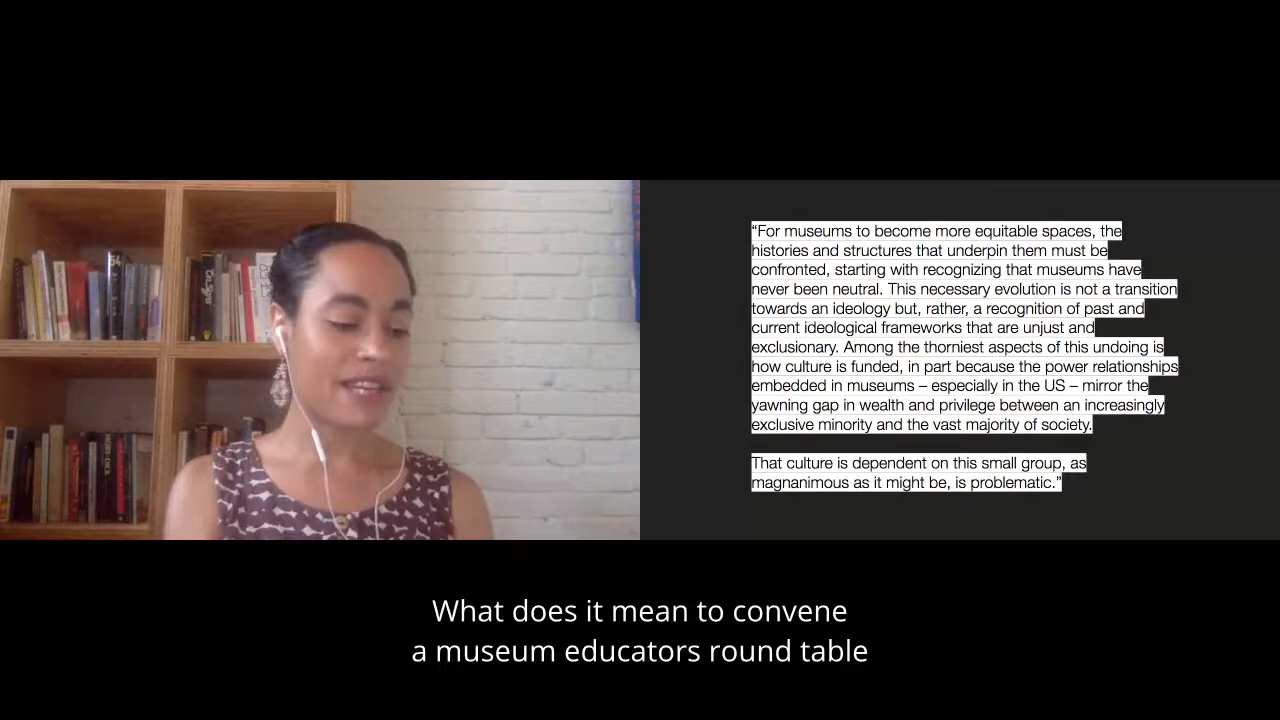 “For museums to become more equitable spaces, the
histories and structures that underpin them must be
confronted, starting with recognizing that museums have
never been neutral. This necessary evolution is not a transition
towards an ideology but, rather, a recognition of past and
current ideological frameworks that are unjust and
exclusionary. Among the thorniest aspects of this undoing is
how culture is funded, in part because the power relationships
embedded in museums – especially in the US – mirror the
yawning gap in wealth and privilege between an increasingly
exclusive minority and the vast majority of society.
That culture is dependent on this small group, as
magnanimous as it might be, is problematic.”
What does it mean to convene
a museum educators round table